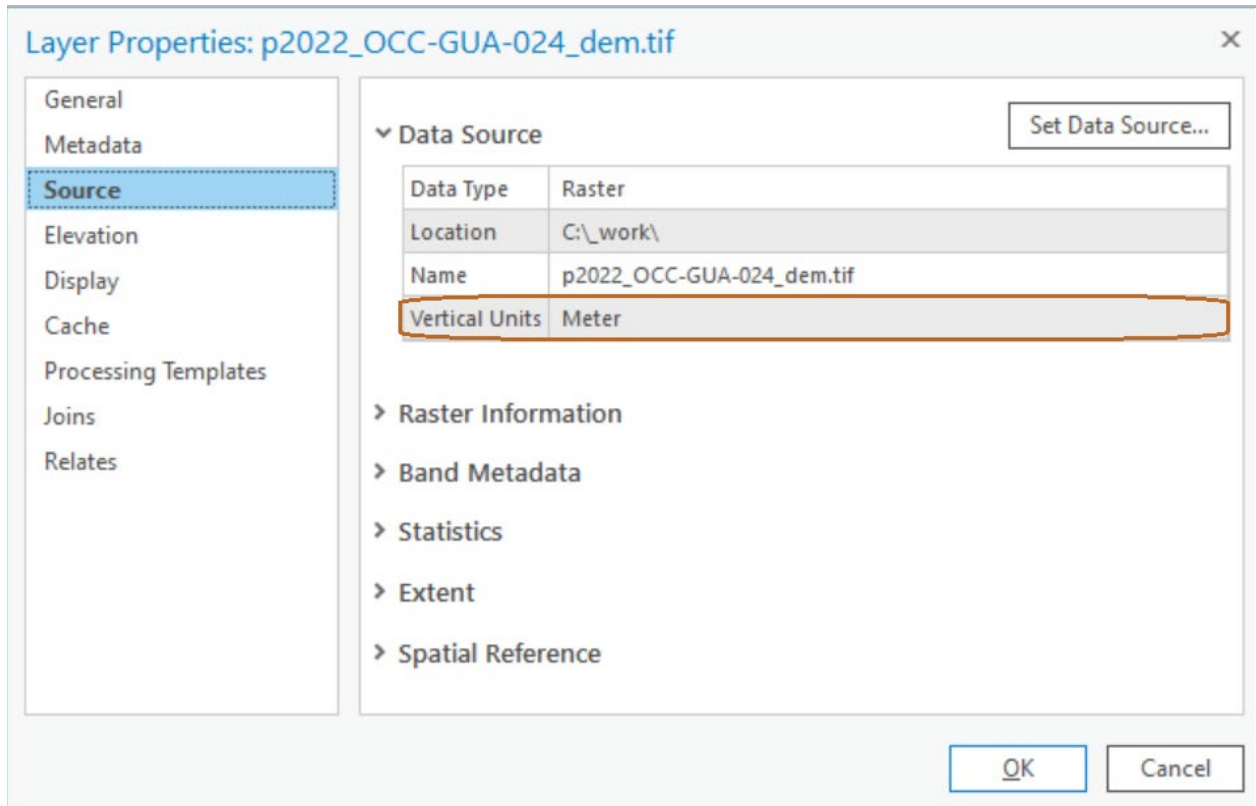 Layer Properties: p2022_OCC-GUA-024_dem.tif
General
Metadata
Source
Elevation
Display
Cache
Processing Templates
Joins
Relates
Data Source
Set Data Source...
Data Type Raster
Location C:\_work\
Name p2022_OCC-GUA-024_dem.tif
Vertical Units Meter
Raster Information
Band Metadata
Statistics
Extent
Spatial Reference
OK Cancel